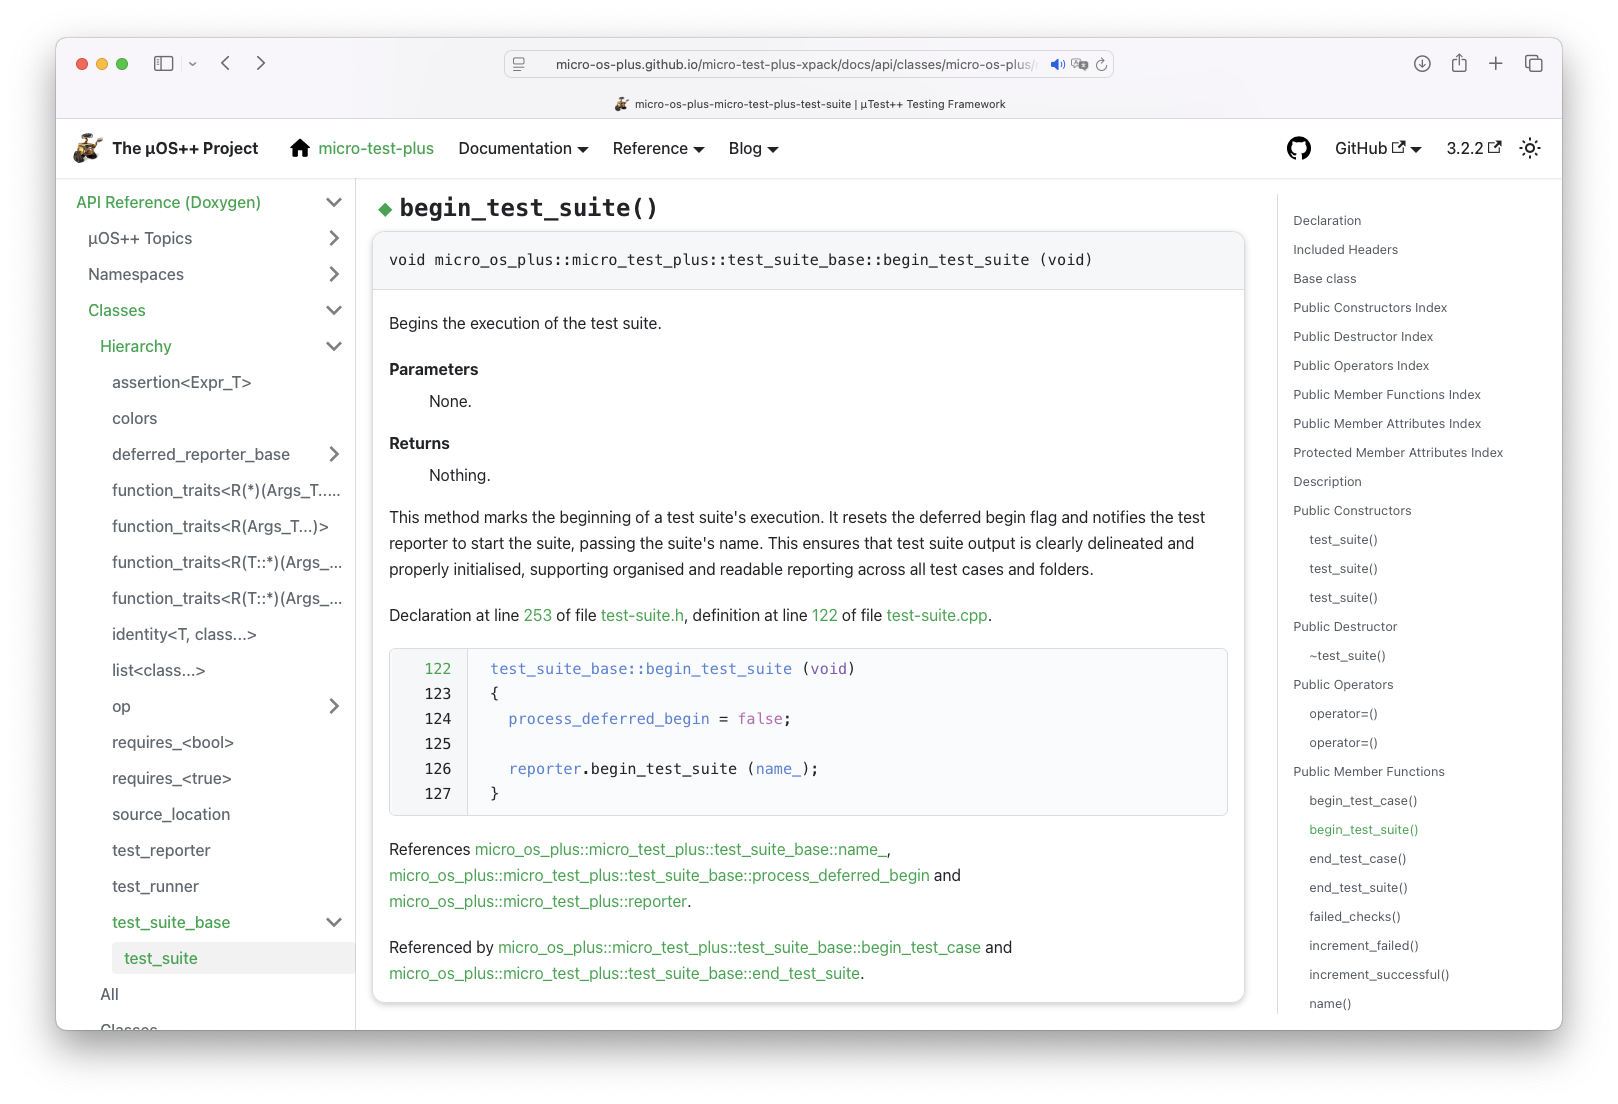 micro-os-plus.github.io/micro-test-plus-xpack/docs/api/classes/micro-os-plus/
micro-os-plus-micro-test-plus-test-suite | µTest++ Testing Framework
The µOS++ Project
micro-test-plus
Documentation
Reference
Blog
GitHub
3.2.2
API Reference (Doxygen)
µOS++ Topics
Namespaces
Classes
Hierarchy
assertion<Expr_T>
colors
deferred_reporter_base
function_traits<R(*)(Args_T.....
function_traits<R(Args_T...)>
function_traits<R(T::*)(Args_...
function_traits<R(T::*)(Args_...
identity<T, class...>
list<class...>
op
requires_<bool>
requires_<true>
source_location
test_reporter
test_runner
test_suite_base
test_suite
All
Classes
begin_test_suite()
void micro_os_plus::micro_test_plus::test_suite_base::begin_test_suite (void)
Begins the execution of the test suite.
Parameters
None.
Returns
Nothing.
This method marks the beginning of a test suite's execution. It resets the deferred begin flag and notifies the test
reporter to start the suite, passing the suite's name. This ensures that test suite output is clearly delineated and
properly initialised, supporting organised and readable reporting across all test cases and folders.
Declaration at line 253 of file test-suite.h, definition at line 122 of file test-suite.cpp.
122 test_suite_base::begin_test_suite (void)
123 {
124 process_deferred_begin = false;
125
126 reporter.begin_test_suite (name_);
127 }
References micro_os_plus::micro_test_plus::test_suite_base::name_,
micro_os_plus::micro_test_plus::test_suite_base::process_deferred_begin and
micro_os_plus::micro_test_plus::reporter.
Referenced by micro_os_plus::micro_test_plus::test_suite_base::begin_test_case and
micro_os_plus::micro_test_plus::test_suite_base::end_test_suite.
Declaration
Included Headers
Base class
Public Constructors Index
Public Destructor Index
Public Operators Index
Public Member Functions Index
Public Member Attributes Index
Protected Member Attributes Index
Description
Public Constructors
test_suite()
test_suite()
test_suite()
Public Destructor
~test_suite()
Public Operators
operator=()
operator=()
Public Member Functions
begin_test_case()
begin_test_suite()
end_test_case()
end_test_suite()
failed_checks()
increment_failed()
increment_successful()
name()